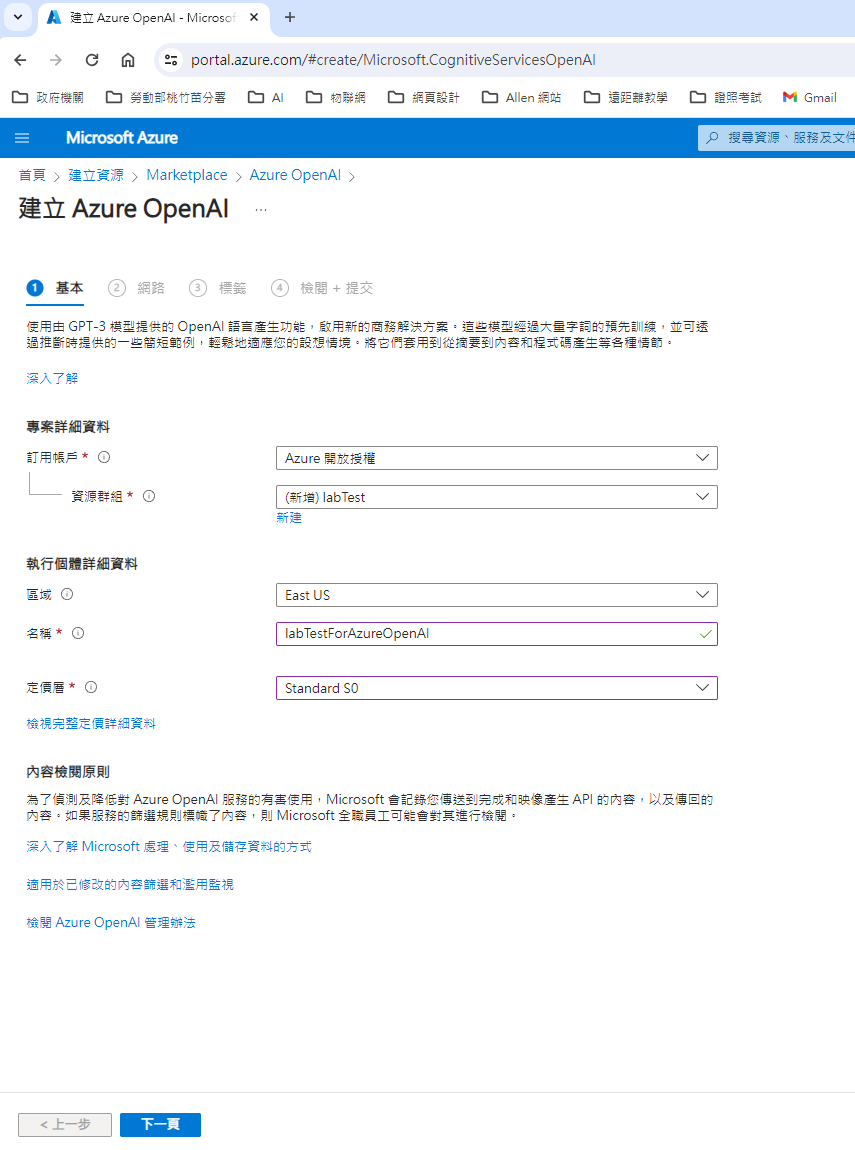 建立 Azure OpenAI - Microsof
portal.azure.com/#create/Microsoft.CognitiveServicesOpenAI
政府機關 勞動部桃竹苗分署 AI 物聯網 網頁設計 Allen 網站 遠距離教學 證照考試 Gmail
Microsoft Azure 搜尋資源、服務及文件
首頁 > 建立資源 > Marketplace > Azure OpenAI >
建立 Azure OpenAI ...
1 基本 2 網路 3 標籤 4 檢閱 + 提交
使用由 GPT-3 模型提供的 OpenAI 語言產生功能，啟用新的商務解決方案。這些模型經過大量字詞的預先訓練，並可透
過推斷時提供的一些簡短範例，輕鬆地適應您的設想情境。將它們套用到從摘要到內容和程式碼產生等各種情節。
深入了解
專案詳細資料
訂用帳戶 * Azure 開放授權
資源群組 * (新增) labTest
新建
執行個體詳細資料
區域 East US
名稱 * labTestForAzureOpenAI
定價層 * Standard S0
檢視完整定價詳細資料
內容檢閱原則
為了偵測及降低對 Azure OpenAI 服務的有害使用，Microsoft 會記錄您傳送到完成和映像產生 API 的內容，以及傳回的
內容。如果服務的篩選規則標幟了內容，則 Microsoft 全職員工可能會對其進行檢閱。
深入了解 Microsoft 處理、使用及儲存資料的方式
適用於已修改的內容篩選和濫用監視
檢閱 Azure OpenAI 管理辦法
< 上一步 下一頁